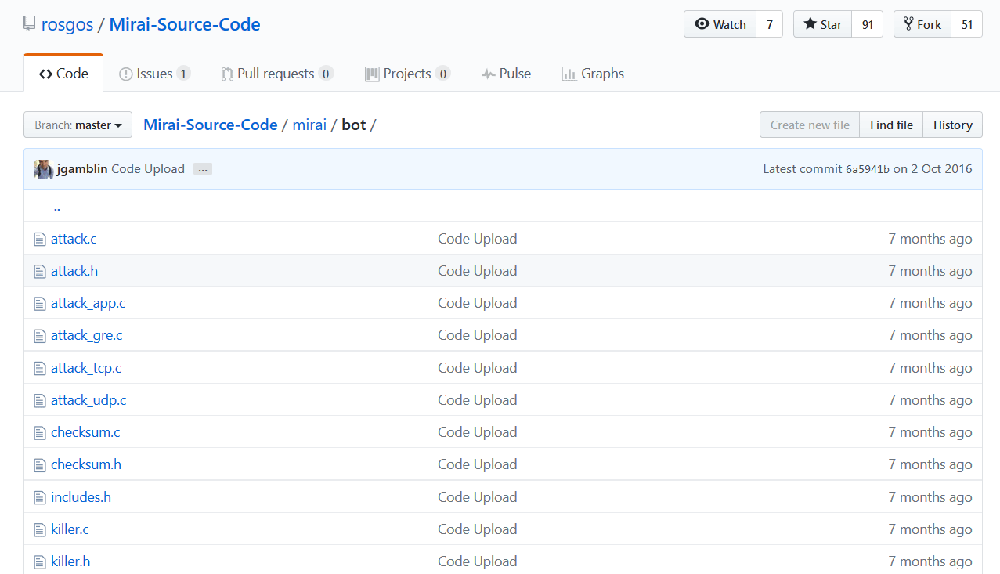 rosgos / Mirai-Source-Code Watch 7 Star 91 Fork 51
Code Issues 1 Pull requests 0 Projects 0 Pulse Graphs
Branch: master Mirai-Source-Code / mirai / bot / Create new file Find file History
jgamblin Code Upload ... Latest commit 6a5941b on 2 Oct 2016
..
attack.c Code Upload 7 months ago
attack.h Code Upload 7 months ago
attack_app.c Code Upload 7 months ago
attack_gre.c Code Upload 7 months ago
attack_tcp.c Code Upload 7 months ago
attack_udp.c Code Upload 7 months ago
checksum.c Code Upload 7 months ago
checksum.h Code Upload 7 months ago
includes.h Code Upload 7 months ago
killer.c Code Upload 7 months ago
killer.h Code Upload 7 months ago